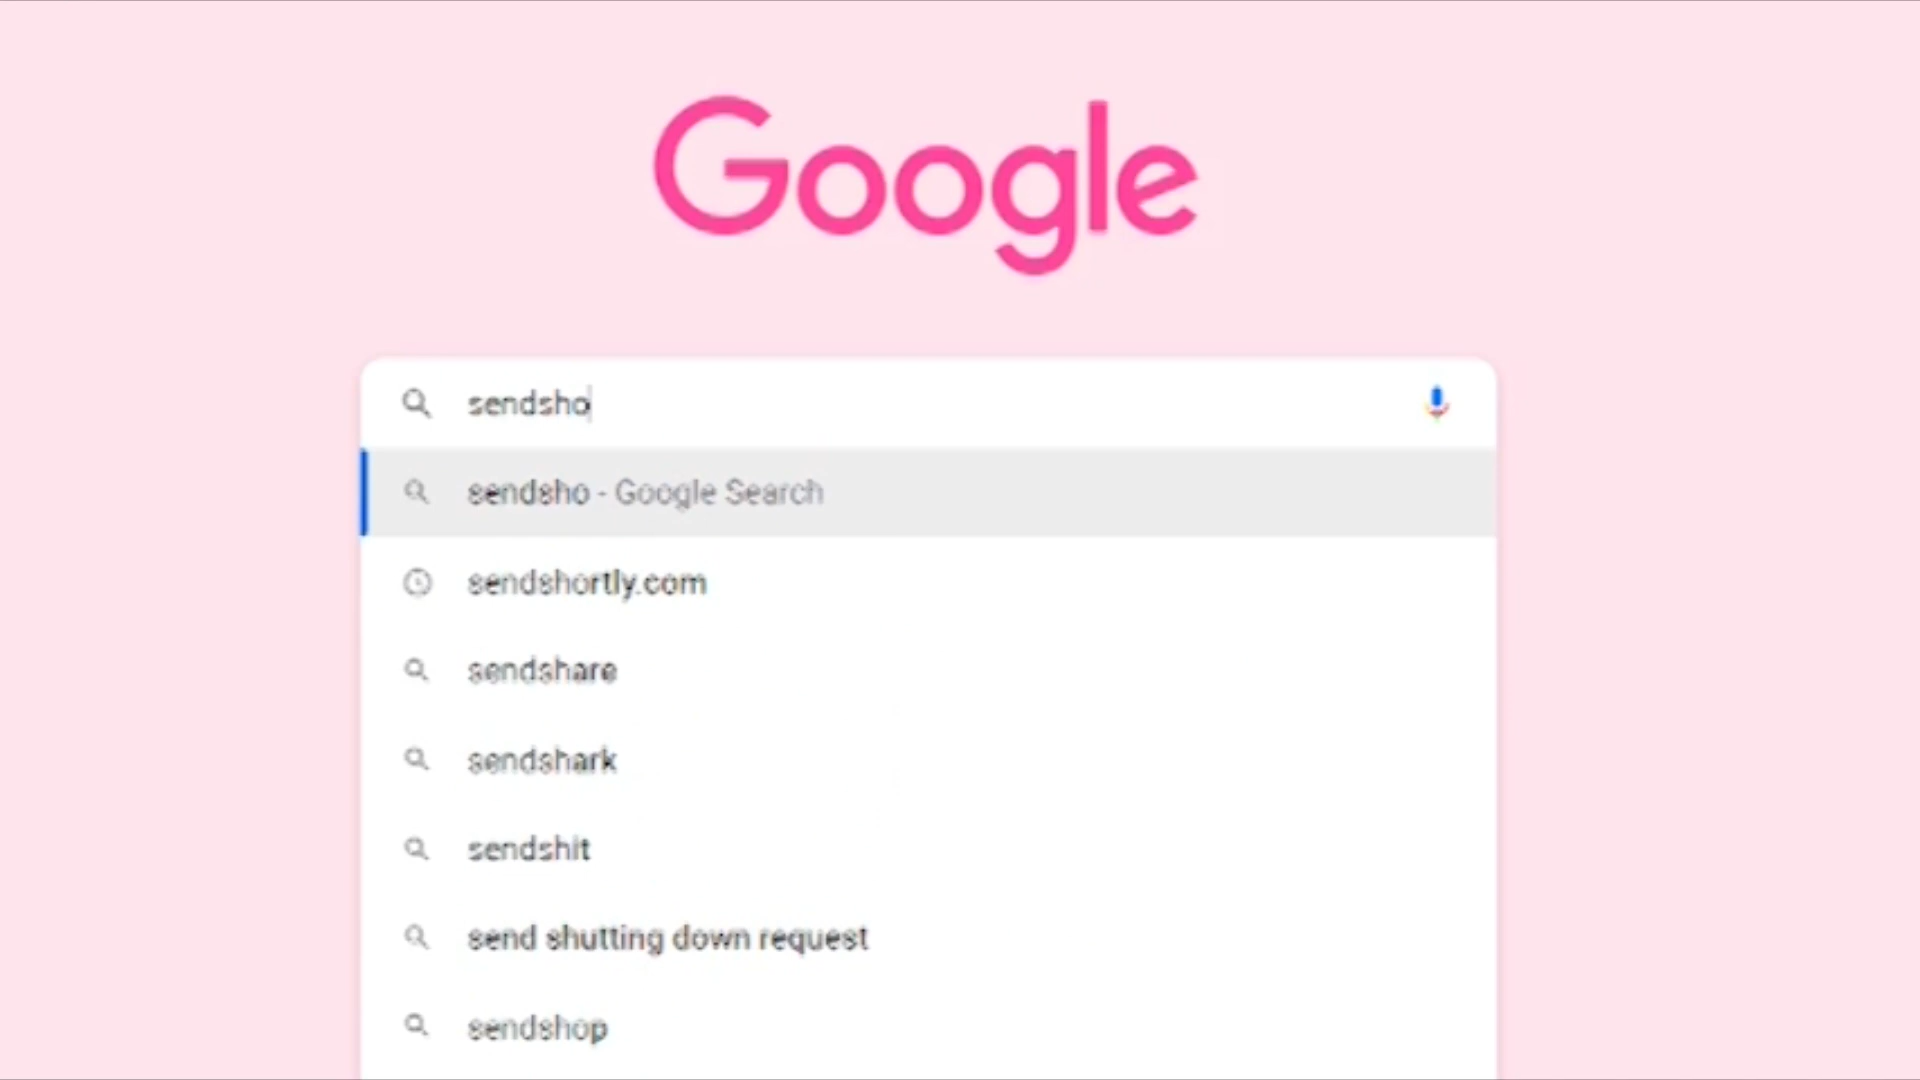 Google
sendsho
sendsho - Google Search
sendshortly.com
sendshare
sendshark
sendshit
send shutting down request
sendshop